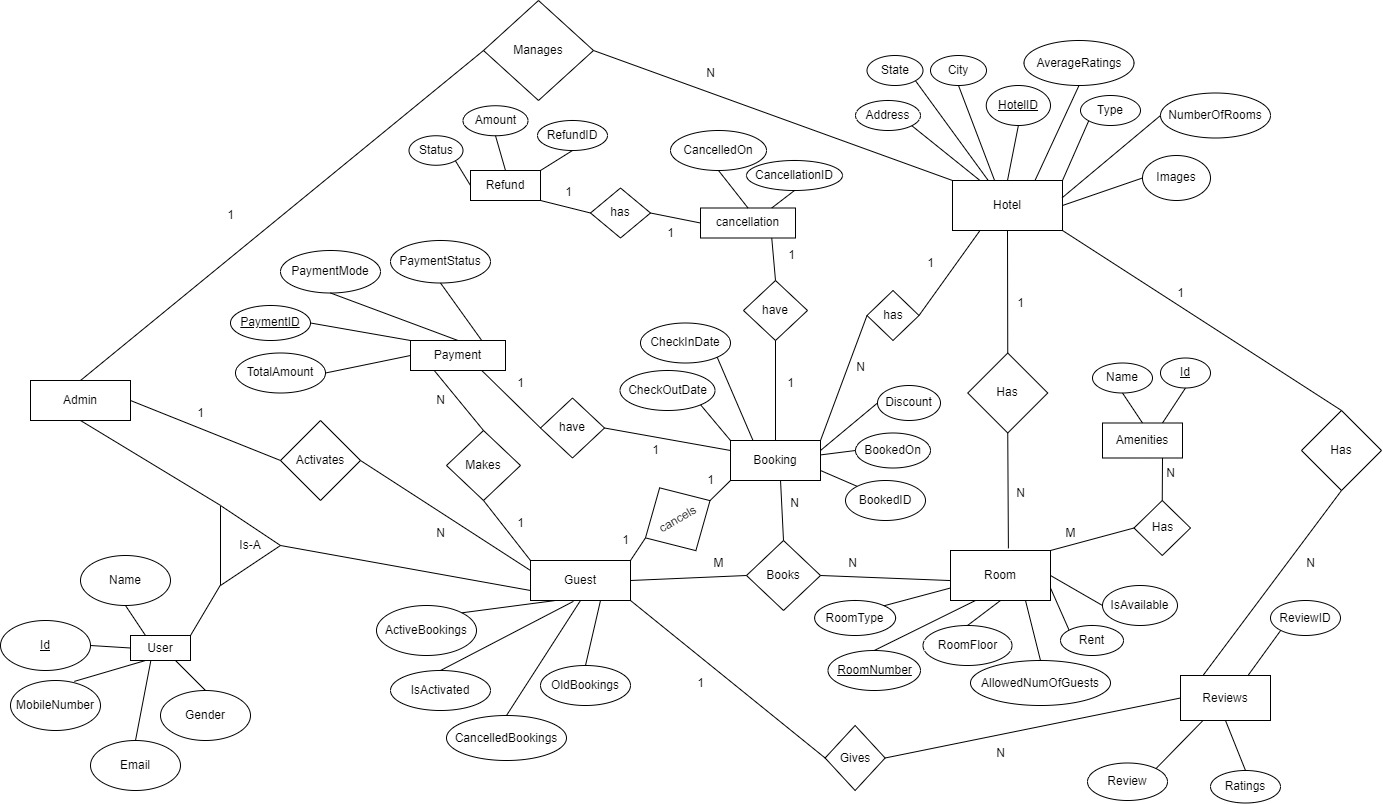 Manages
N
State
City
AverageRatings
HotelID
Address
Type
NumberOfRooms
Amount
RefundID
Status
CancelledOn
CancellationID
Images
Refund
1
has
1
cancellation
Hotel
1
PaymentMode
PaymentStatus
1
1
1
1
have
has
PaymentID
Payment
TotalAmount
CheckInDate
CheckOutDate
N
1
1
Has
Name
Id
Discount
Admin
1
N
have
1
Amenities
Activates
Makes
Booking
BookedOn
BookedID
Has
N
1
cancels
N
N
M
Has
N
1
1
Is-A
M
Books
N
Room
Guest
N
Name
IsAvailable
RoomType
Rent
RoomFloor
RoomNumber
AllowedNumOfGuests
ReviewID
ActiveBookings
Id
User
IsActivated
OldBookings
1
Reviews
MobileNumber
Gender
CancelledBookings
Gives
N
Email
Review
Ratings